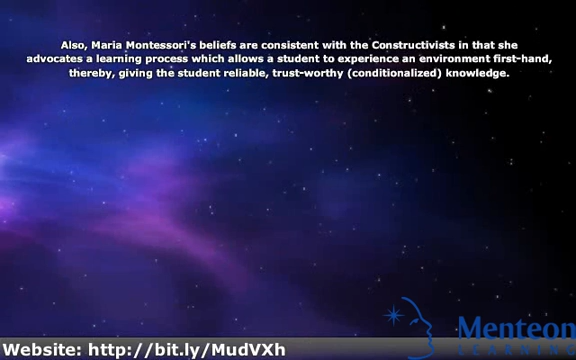 Also, Maria Montessori's beliefs are consistent with the Constructivists in that she
advocates a learning process which allows a student to experience an environment first-hand,
thereby, giving the student reliable, trust-worthy (conditionalized) knowledge.
Menteon
LEARNING
Website: http://bit.ly/MudVXh